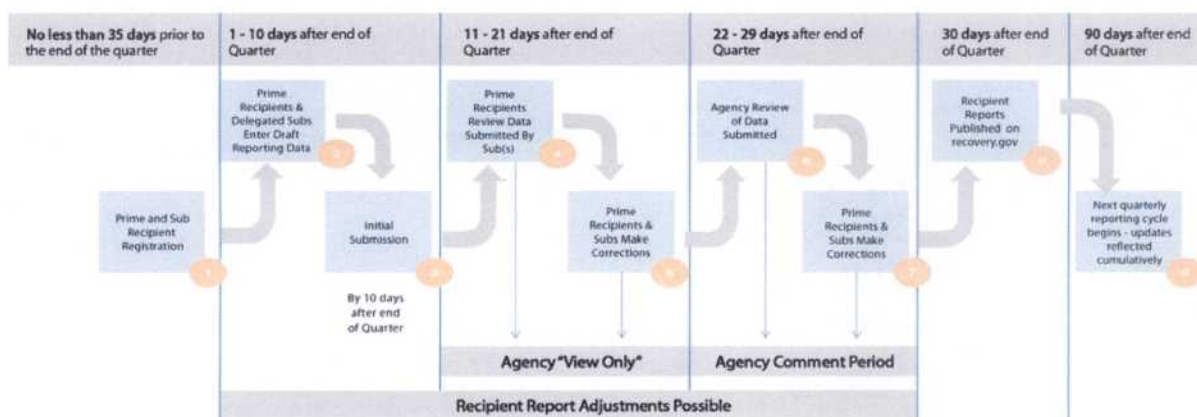 No less than 35 days prior to
the end of the quarter
1 - 10 days after end of
Quarter
11 - 21 days after end of
Quarter
22 - 29 days after end of
Quarter
30 days after end
of Quarter
90 days after end
of Quarter
Prime
Recipients &
Delegated Subs
Enter Draft
Reporting Data
Prime
Recipients
Review Data
Submitted By
Sub(s)
Agency Review
of Data
Submitted
Recipient
Reports
Published on
recovery.gov
Prime and Sub
Recipient
Registration
Initial
Submission
Prime
Recipients &
Subs Make
Corrections
Prime
Recipients &
Subs Make
Corrections
Next quarterly
reporting cycle
begins - updates
reflected
cumulatively
By 10 days
after end
of Quarter
Agency "View Only"
Agency Comment Period
Recipient Report Adjustments Possible